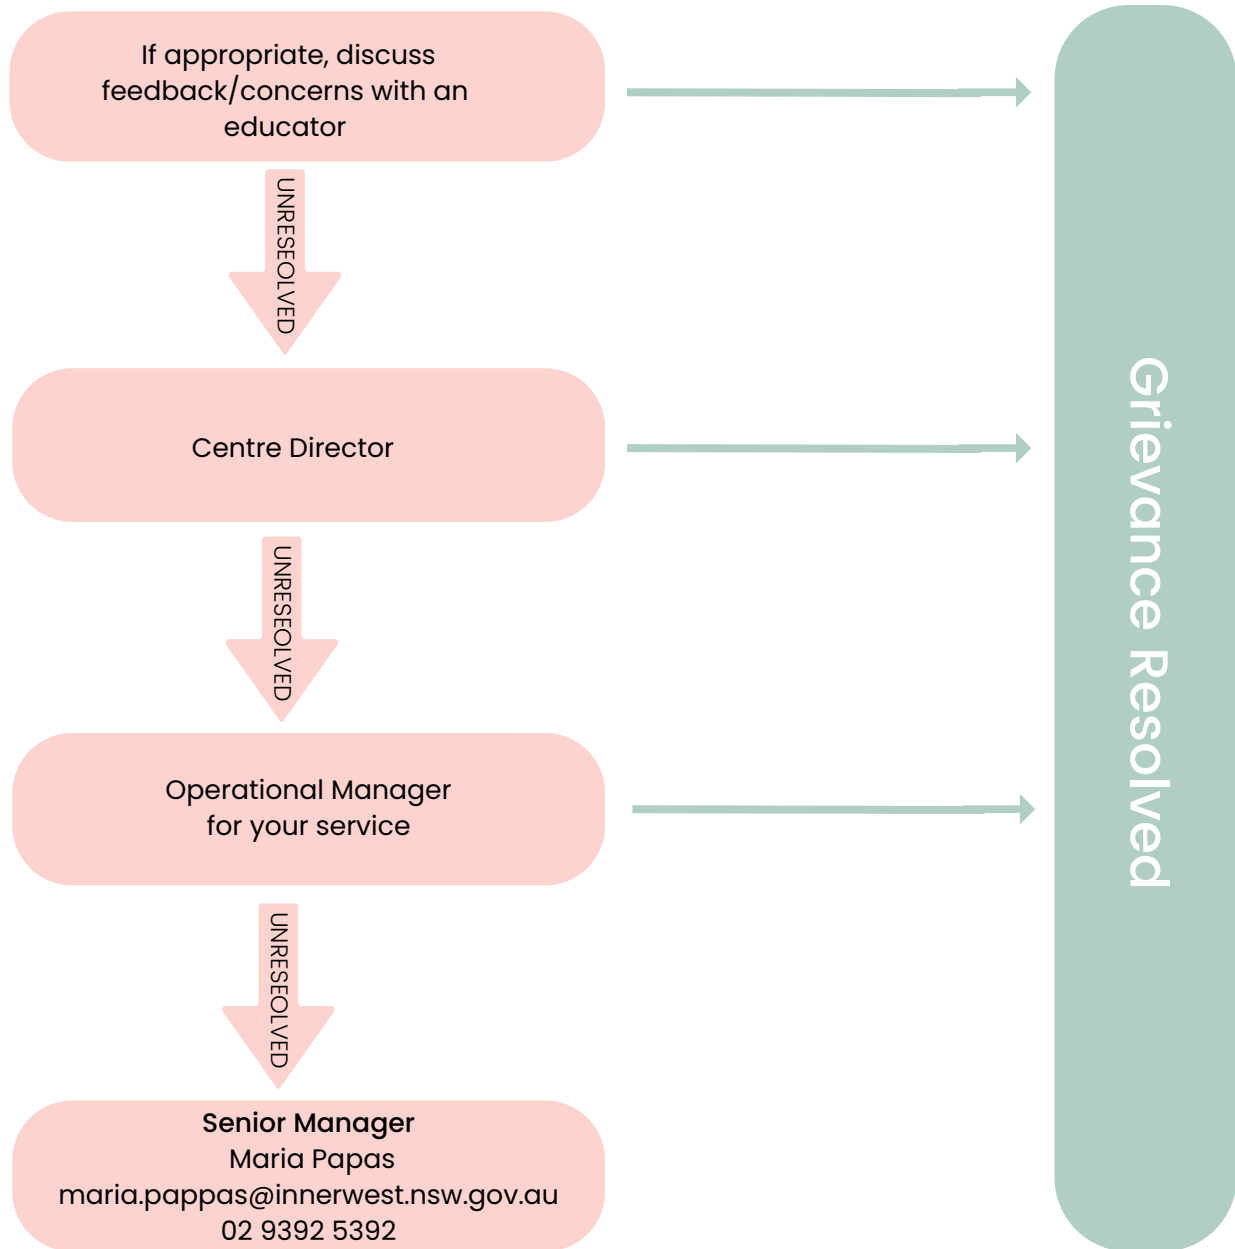 If appropriate, discuss
feedback/concerns with an
educator
UNRESEOLVED
Centre Director
UNRESEOLVED
Operational Manager
for your service
UNRESEOLVED
Senior Manager
Maria Papas
maria.pappas@innerwest.nsw.gov.au
02 9392 5392
Grievance Resolved